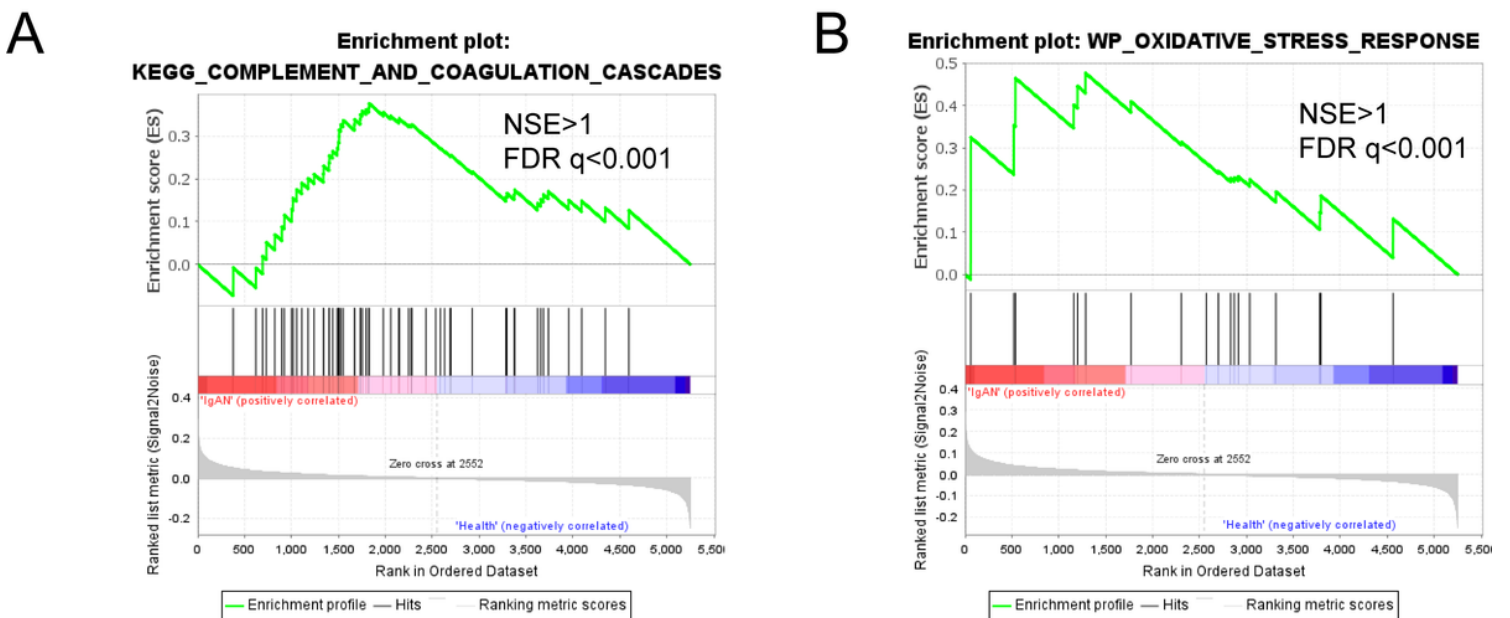 A
Enrichment plot:
KEGG_COMPLEMENT_AND_COAGULATION_CASCADES
Enrichment score (ES)
0.3
0.2
0.1
0.0
NSE>1
FDR q<0.001
'IgAN' (positively correlated)
Ranked list metric (Signal2Noise)
0.4
0.2
0.0
-0.2
Zero cross at 2552
'Health' (negatively correlated)
0 500 1,000 1,500 2,000 2,500 3,000 3,500 4,000 4,500 5,000 5,50
Rank in Ordered Dataset
Enrichment profile Hits Ranking metric scores
B
Enrichment plot: WP_OXIDATIVE_STRESS_RESPONSE
Enrichment score (ES)
0.5
0.4
0.3
0.2
0.1
0.0
NSE>1
FDR q<0.001
'IgAN' (positively correlated)
Ranked list metric (Signal2Noise)
0.4
0.3
0.2
0.1
0.0
-0.1
-0.2
Zero cross at 2552
'Health' (negatively correlated)
0 500 1,000 1,500 2,000 2,500 3,000 3,500 4,000 4,500 5,000 5,50
Rank in Ordered Dataset
Enrichment profile Hits Ranking metric scores